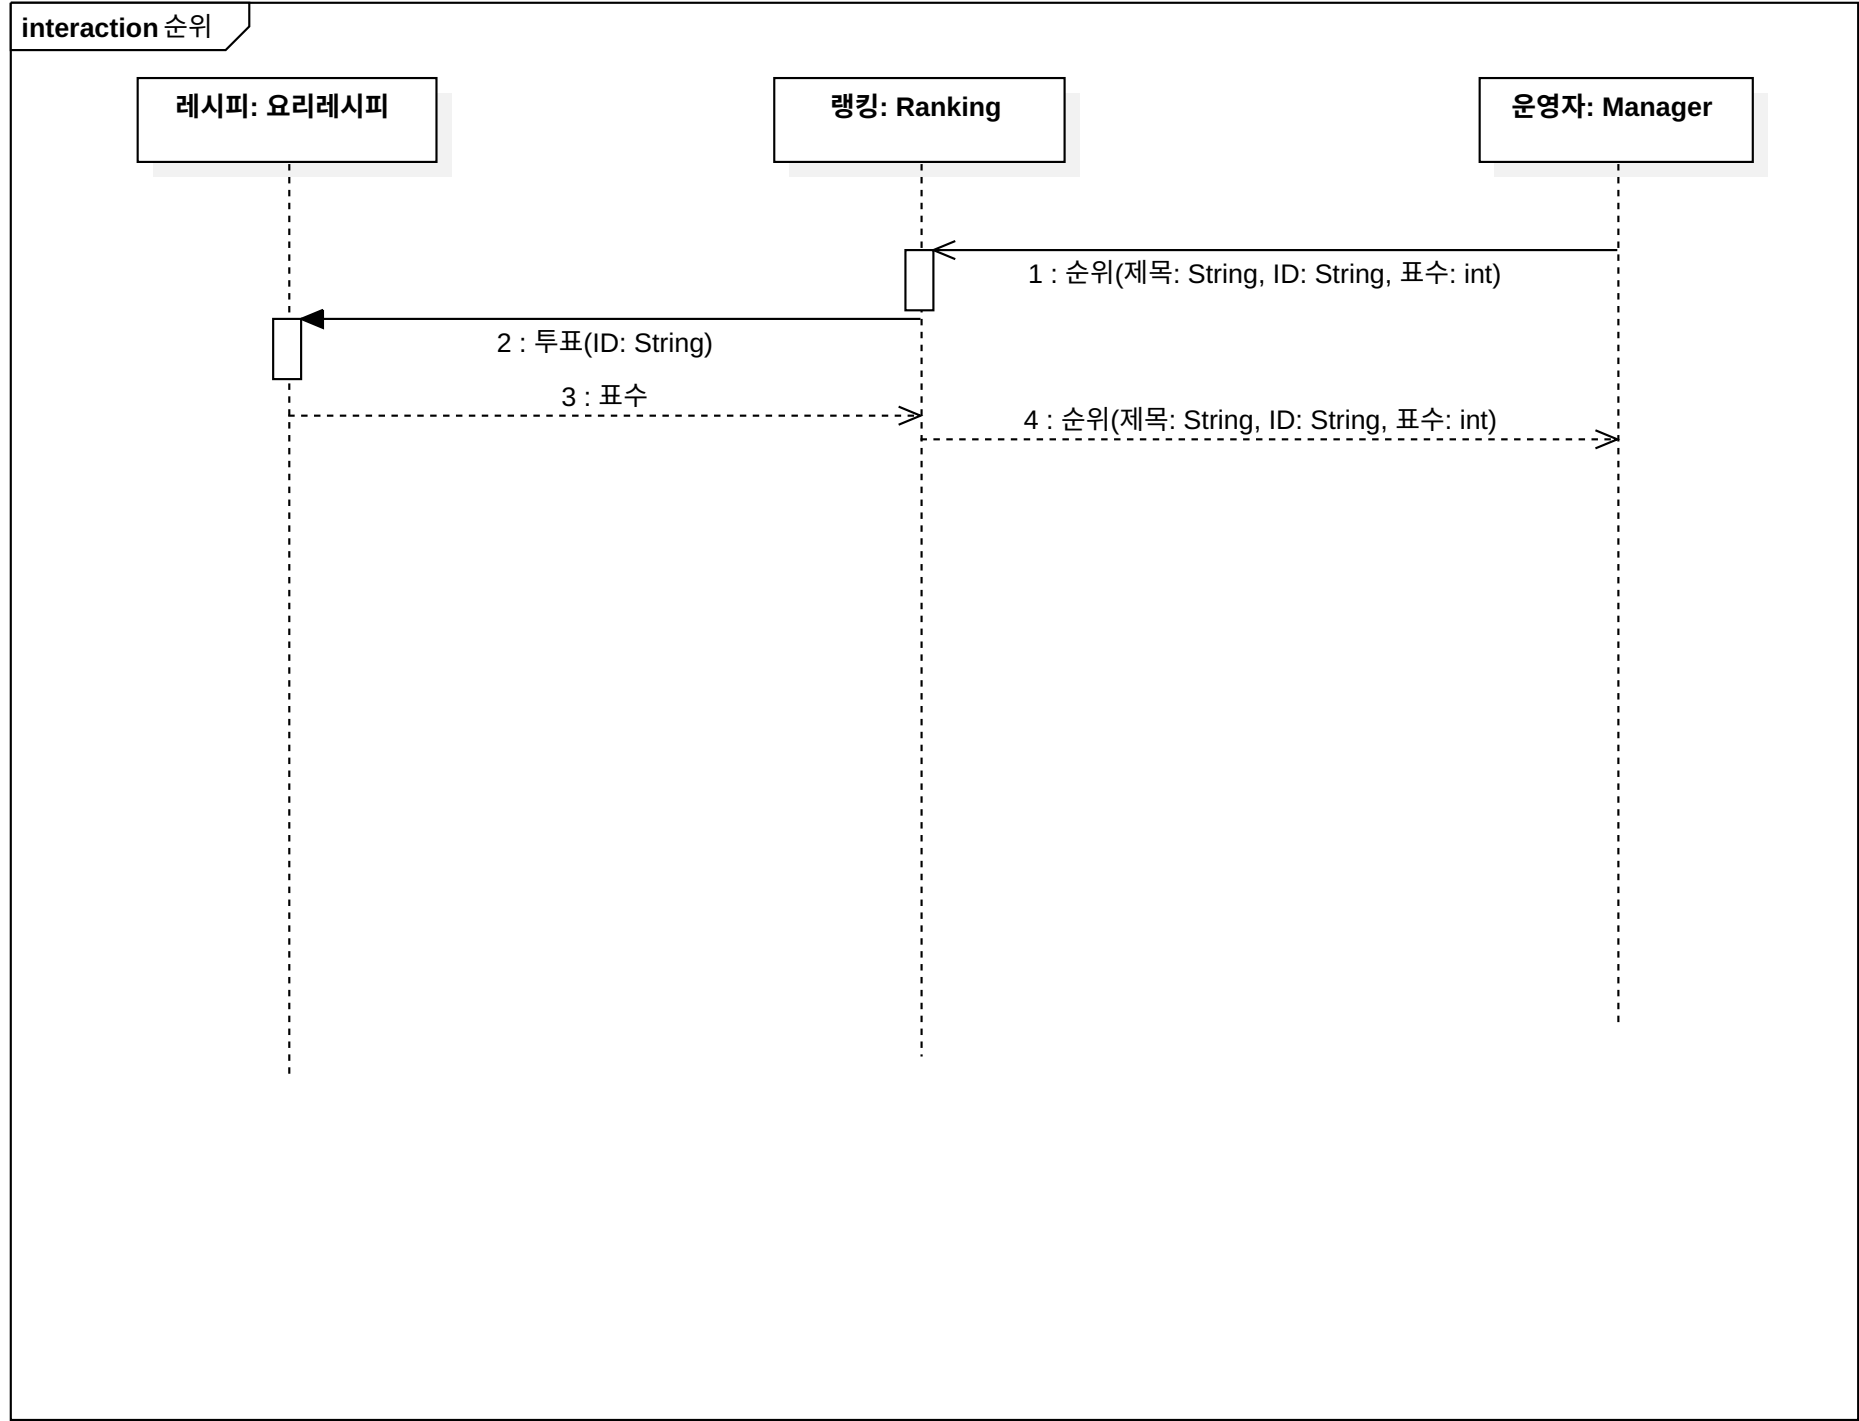 interaction 순위
레시피: 요리레시피
랭킹: Ranking
운영자: Manager
1 : 순위(제목: String, ID: String, 표수: int)
2 : 투표(ID: String)
3 : 표수
4 : 순위(제목: String, ID: String, 표수: int)